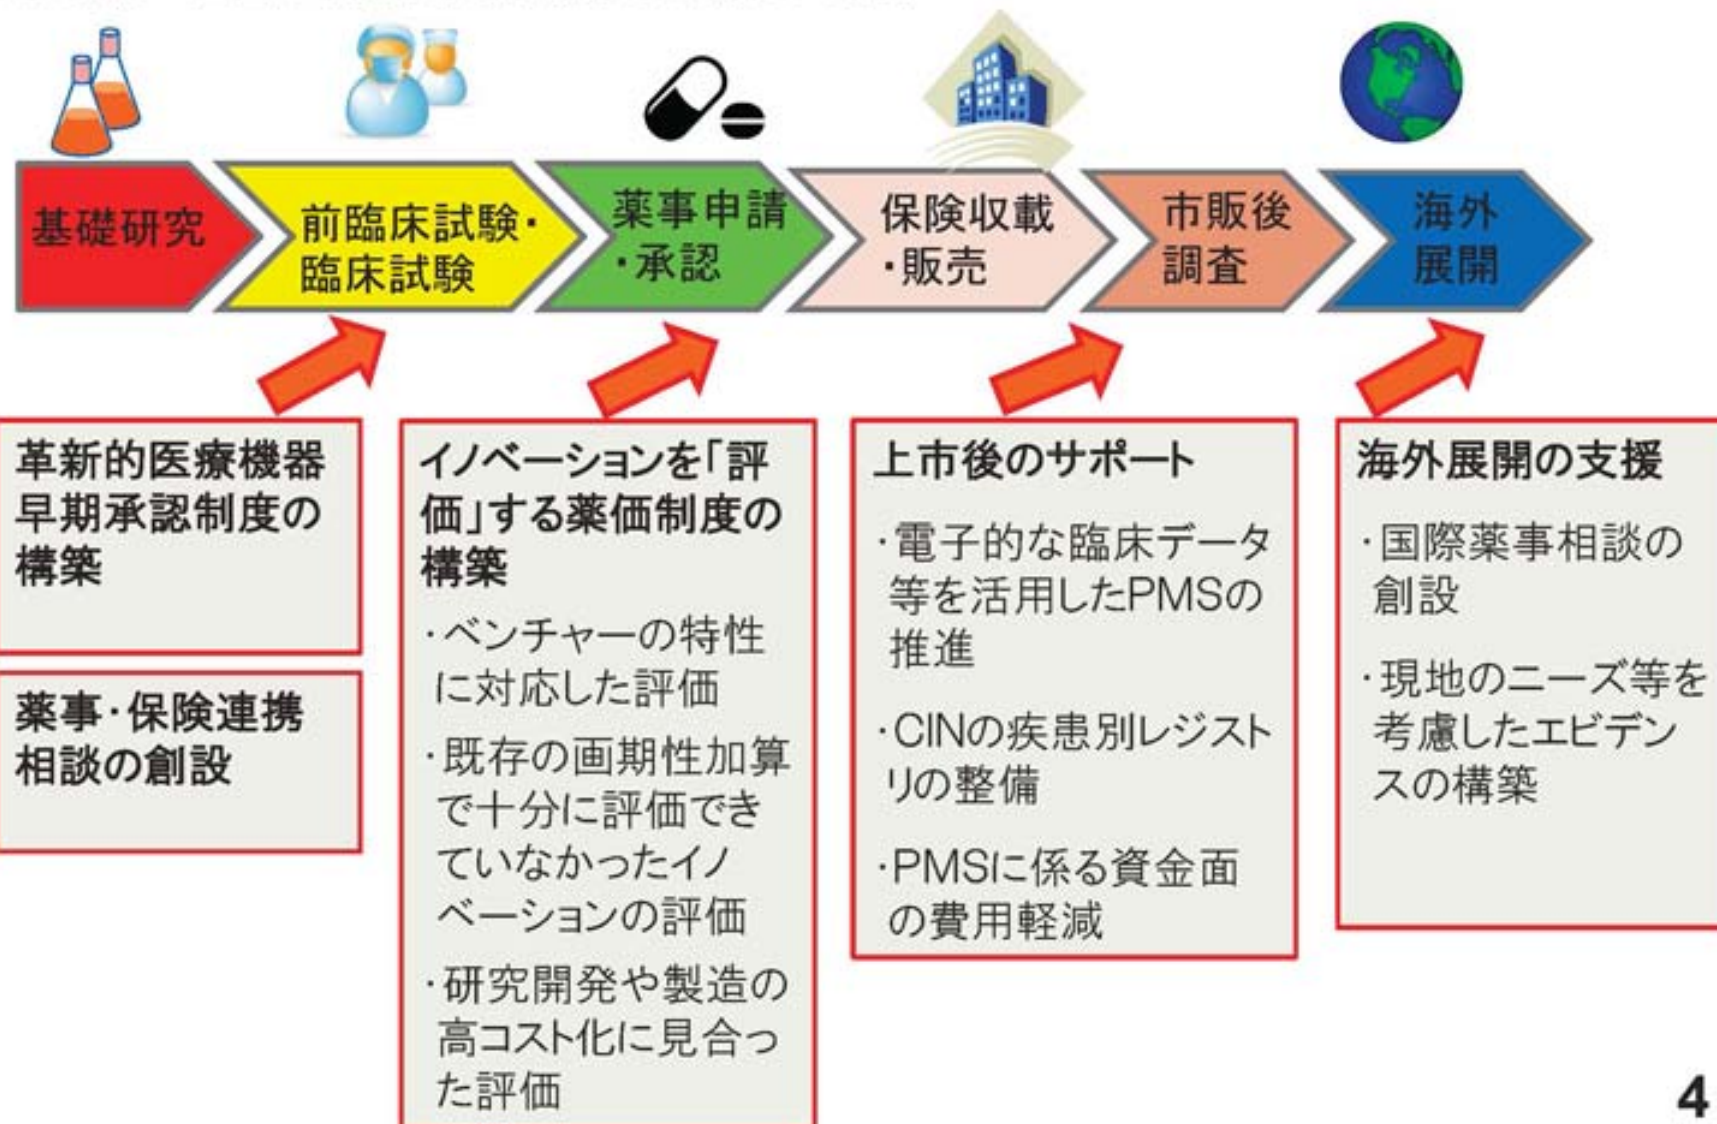 基礎研究
前臨床試験・
臨床試験
薬事申請
・承認
保険収載
・販売
市販後
調査
海外
展開
革新的医療機器
早期承認制度の
構築
薬事・保険連携
相談の創設
イノベーションを「評
価」する薬価制度の
構築
・ベンチャーの特性
に対応した評価
・既存の画期性加算
で十分に評価でき
ていなかったイノ
ベーションの評価
・研究開発や製造の
高コスト化に見合っ
た評価
上市後のサポート
・電子的な臨床データ
等を活用したPMSの
推進
・CINの疾患別レジスト
リの整備
・PMSに係る資金面
の費用軽減
海外展開の支援
・国際薬事相談の
創設
・現地のニーズ等を
考慮したエビデン
スの構築
4